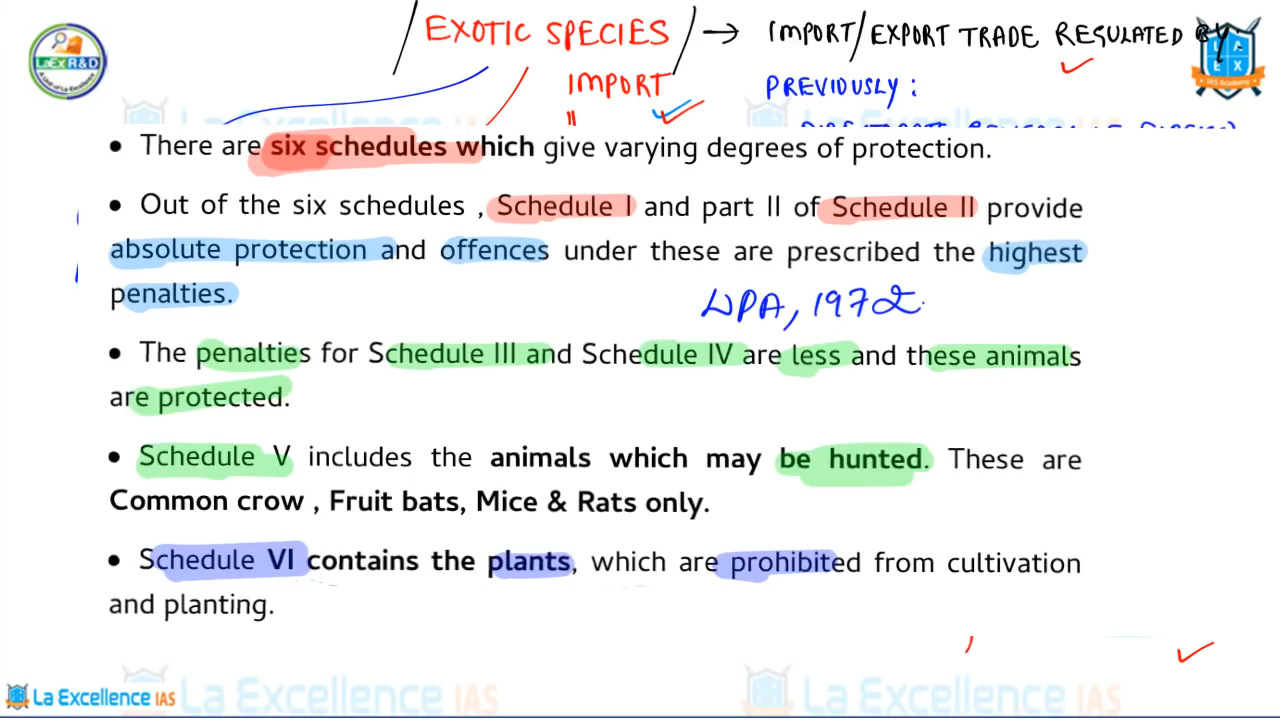 EXOTIC SPECIES → IMPORT/EXPORT TRADE REGULATED BY
LaEx R&D
IMPORT
PREVIOUSLY :
• There are six schedules which give varying degrees of protection.
• Out of the six schedules , Schedule I and part II of Schedule II provide
absolute protection and offences under these are prescribed the highest
penalties.
WPA, 1972
• The penalties for Schedule III and Schedule IV are less and these animals
are protected.
• Schedule V includes the animals which may be hunted. These are
Common crow , Fruit bats, Mice & Rats only.
• Schedule VI contains the plants, which are prohibited from cultivation
and planting.
La Excellence IAS